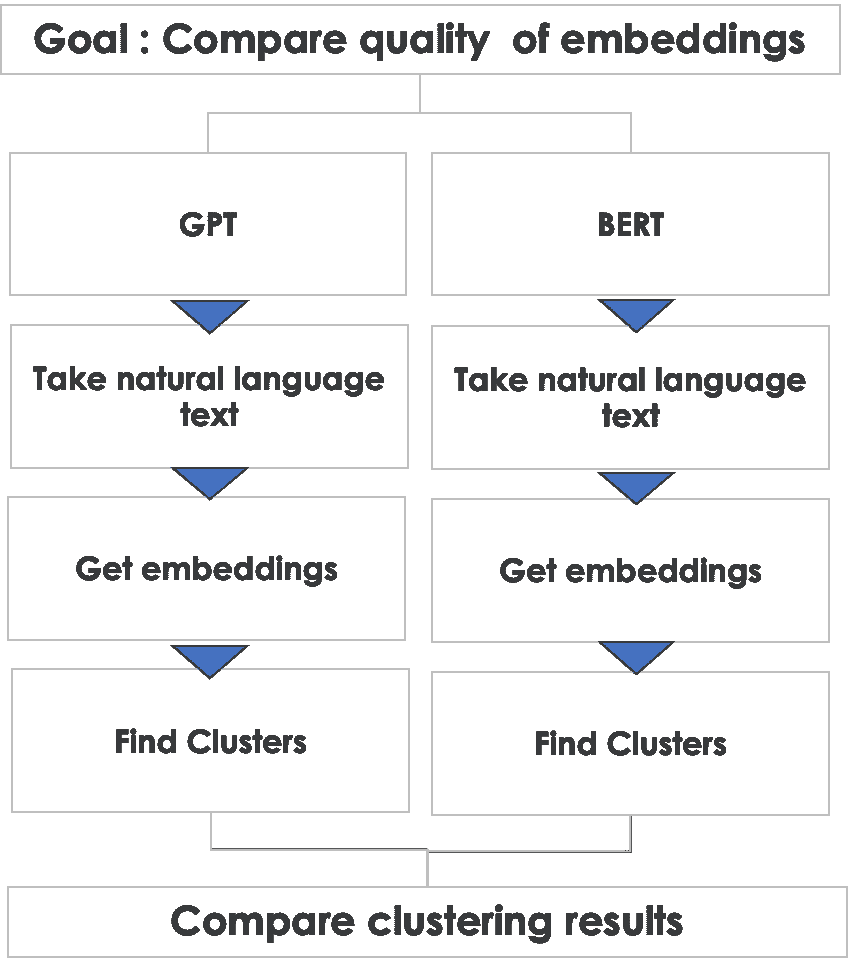 Goal : Compare quality  of embeddings
GPT
BERT
Take natural language
text
Take natural language
text
Get embeddings
Get embeddings
Find Clusters
Find Clusters
Compare clustering results